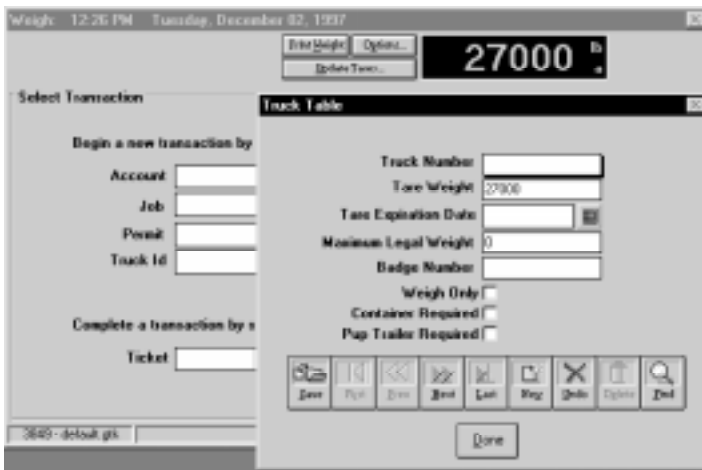 Weigh: 12:26 PM Tuesday, December 02, 1997
Print Weight Options...
Update Tares...
27000 lb
Select Transaction
Truck Table
Begin a new transaction by
Truck Number
Account
Tare Weight 27000
Job
Tare Expiration Date
Permit
Maximum Legal Weight 0
Truck Id
Badge Number
Weigh Only
Container Required
Complete a transaction by s
Pup Trailer Required
Ticket
Save First Prev Next Last New Undo Delete Find
3849 - default.gtk
Done